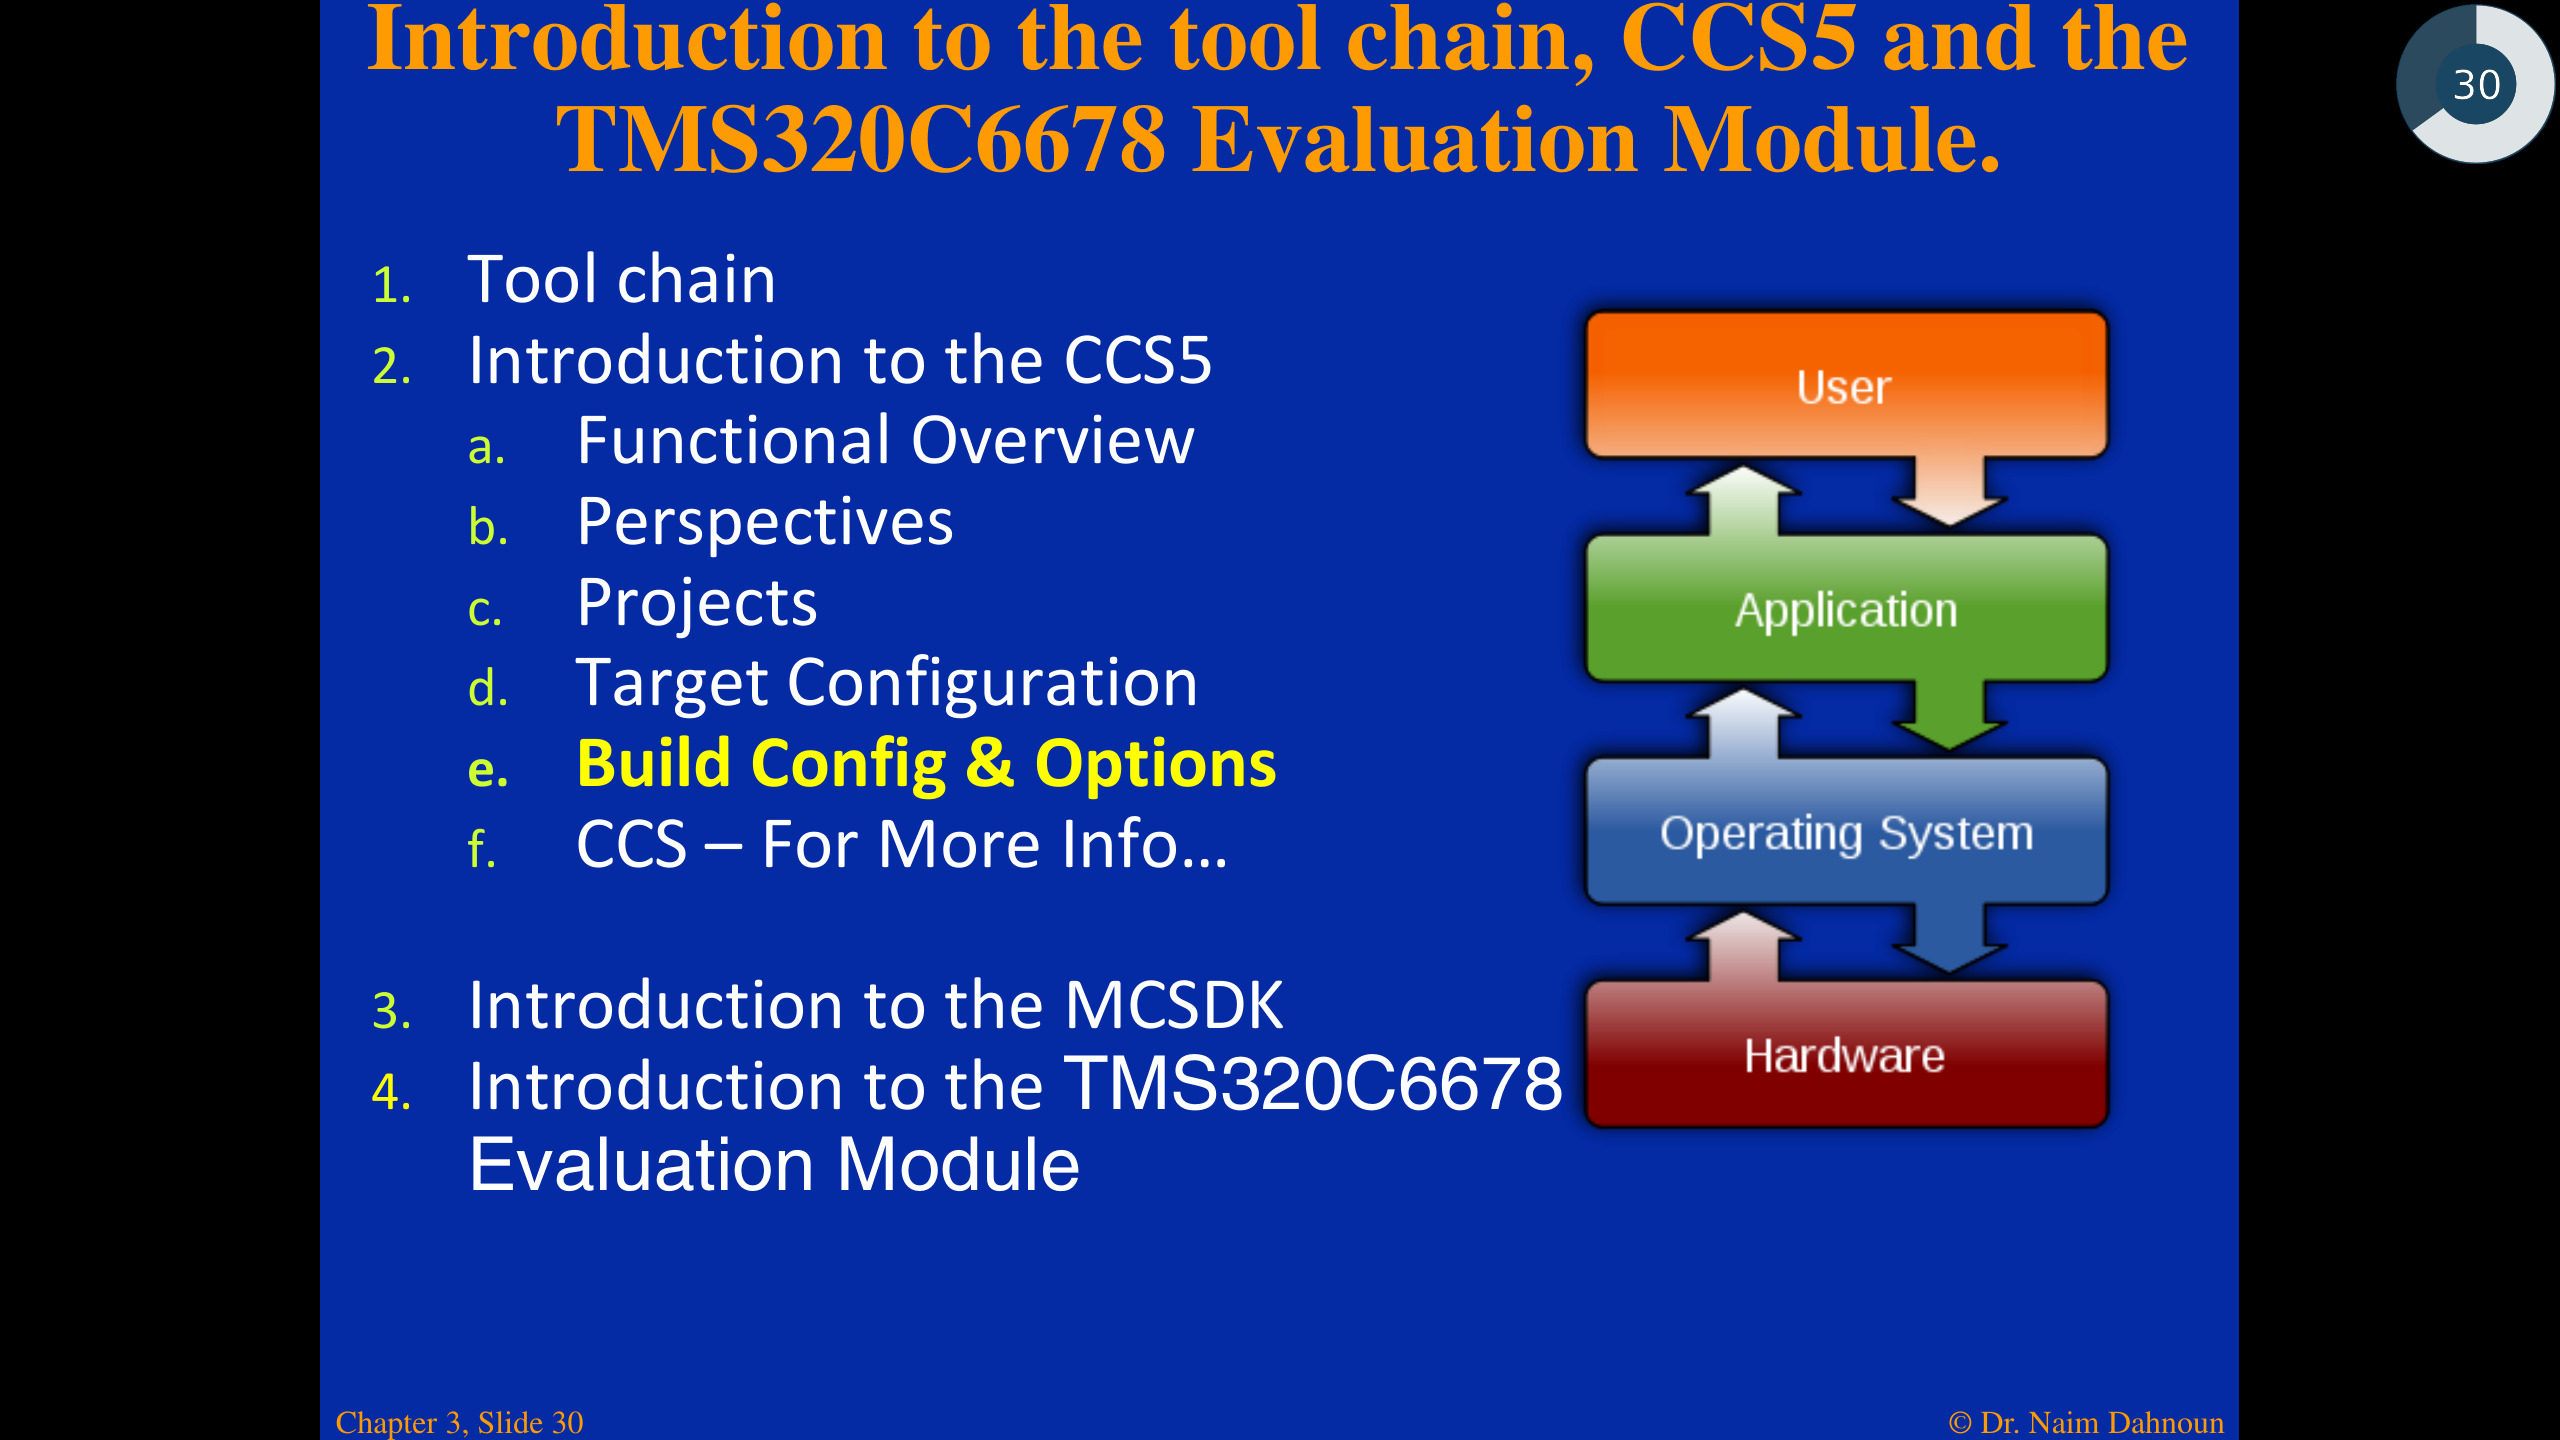 Introduction to the tool chain, CCS5 and the
TMS320C6678 Evaluation Module.
30
1. Tool chain
2. Introduction to the CCS5
a. Functional Overview
b. Perspectives
c. Projects
d. Target Configuration
e. Build Config & Options
f. CCS – For More Info…
3. Introduction to the MCSDK
4. Introduction to the TMS320C6678
Evaluation Module
User
Application
Operating System
Hardware
Chapter 3, Slide 30
© Dr. Naim Dahnoun